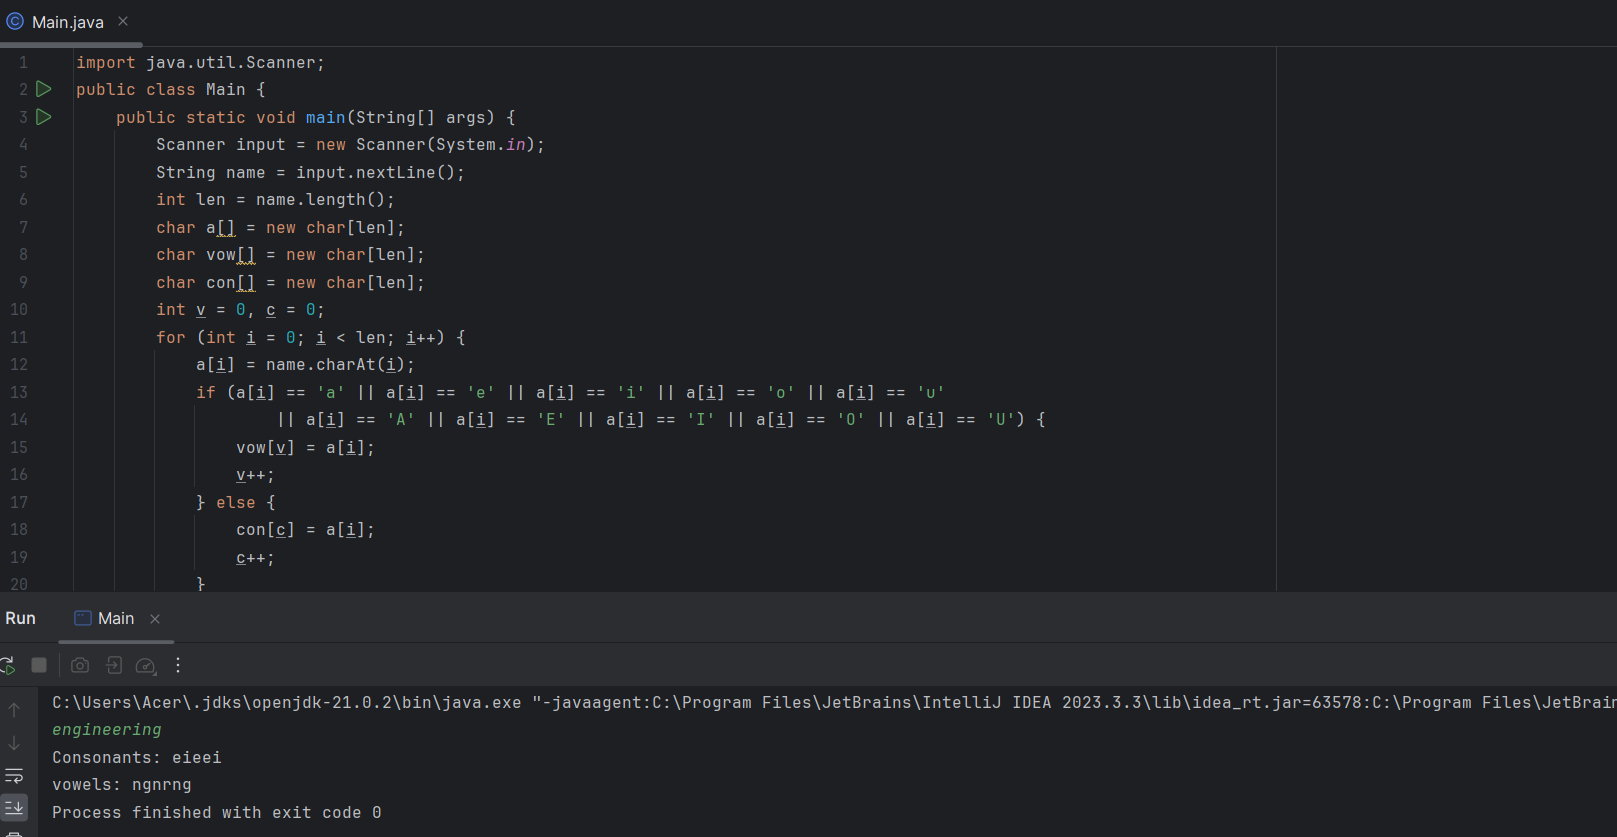 Main.java
1 import java.util.Scanner;
2 public class Main {
3 public static void main(String[] args) {
4 Scanner input = new Scanner(System.in);
5 String name = input.nextLine();
6 int len = name.length();
7 char a[] = new char[len];
8 char vow[] = new char[len];
9 char con[] = new char[len];
10 int v = 0, c = 0;
11 for (int i = 0; i < len; i++) {
12 a[i] = name.charAt(i);
13 if (a[i] == 'a' || a[i] == 'e' || a[i] == 'i' || a[i] == 'o' || a[i] == 'u'
14 || a[i] == 'A' || a[i] == 'E' || a[i] == 'I' || a[i] == 'O' || a[i] == 'U') {
15 vow[v] = a[i];
16 v++;
17 } else {
18 con[c] = a[i];
19 c++;
20 }
Run Main
C:\Users\Acer\.jdks\openjdk-21.0.2\bin\java.exe "-javaagent:C:\Program Files\JetBrains\IntelliJ IDEA 2023.3.3\lib\idea_rt.jar=63578:C:\Program Files\JetBrain
engineering
Consonants: eieei
vowels: ngnrng
Process finished with exit code 0